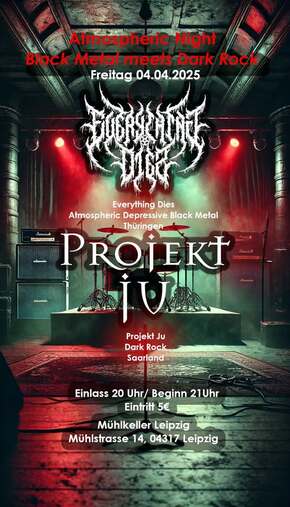 Atmospheric Night
Black Metal meets Dark Rock
Freitag 04.04.2025
EVERYTHING
DIES
Everything Dies
Atmospheric Depressive Black Metal
Thüringen
PROJEKT
JU
Projekt Ju
Dark Rock
Saarland
Einlass 20 Uhr/ Beginn 21Uhr
Eintritt 5€
Mühlkeller Leipzig
Mühlstrasse 14, 04317 Leipzig